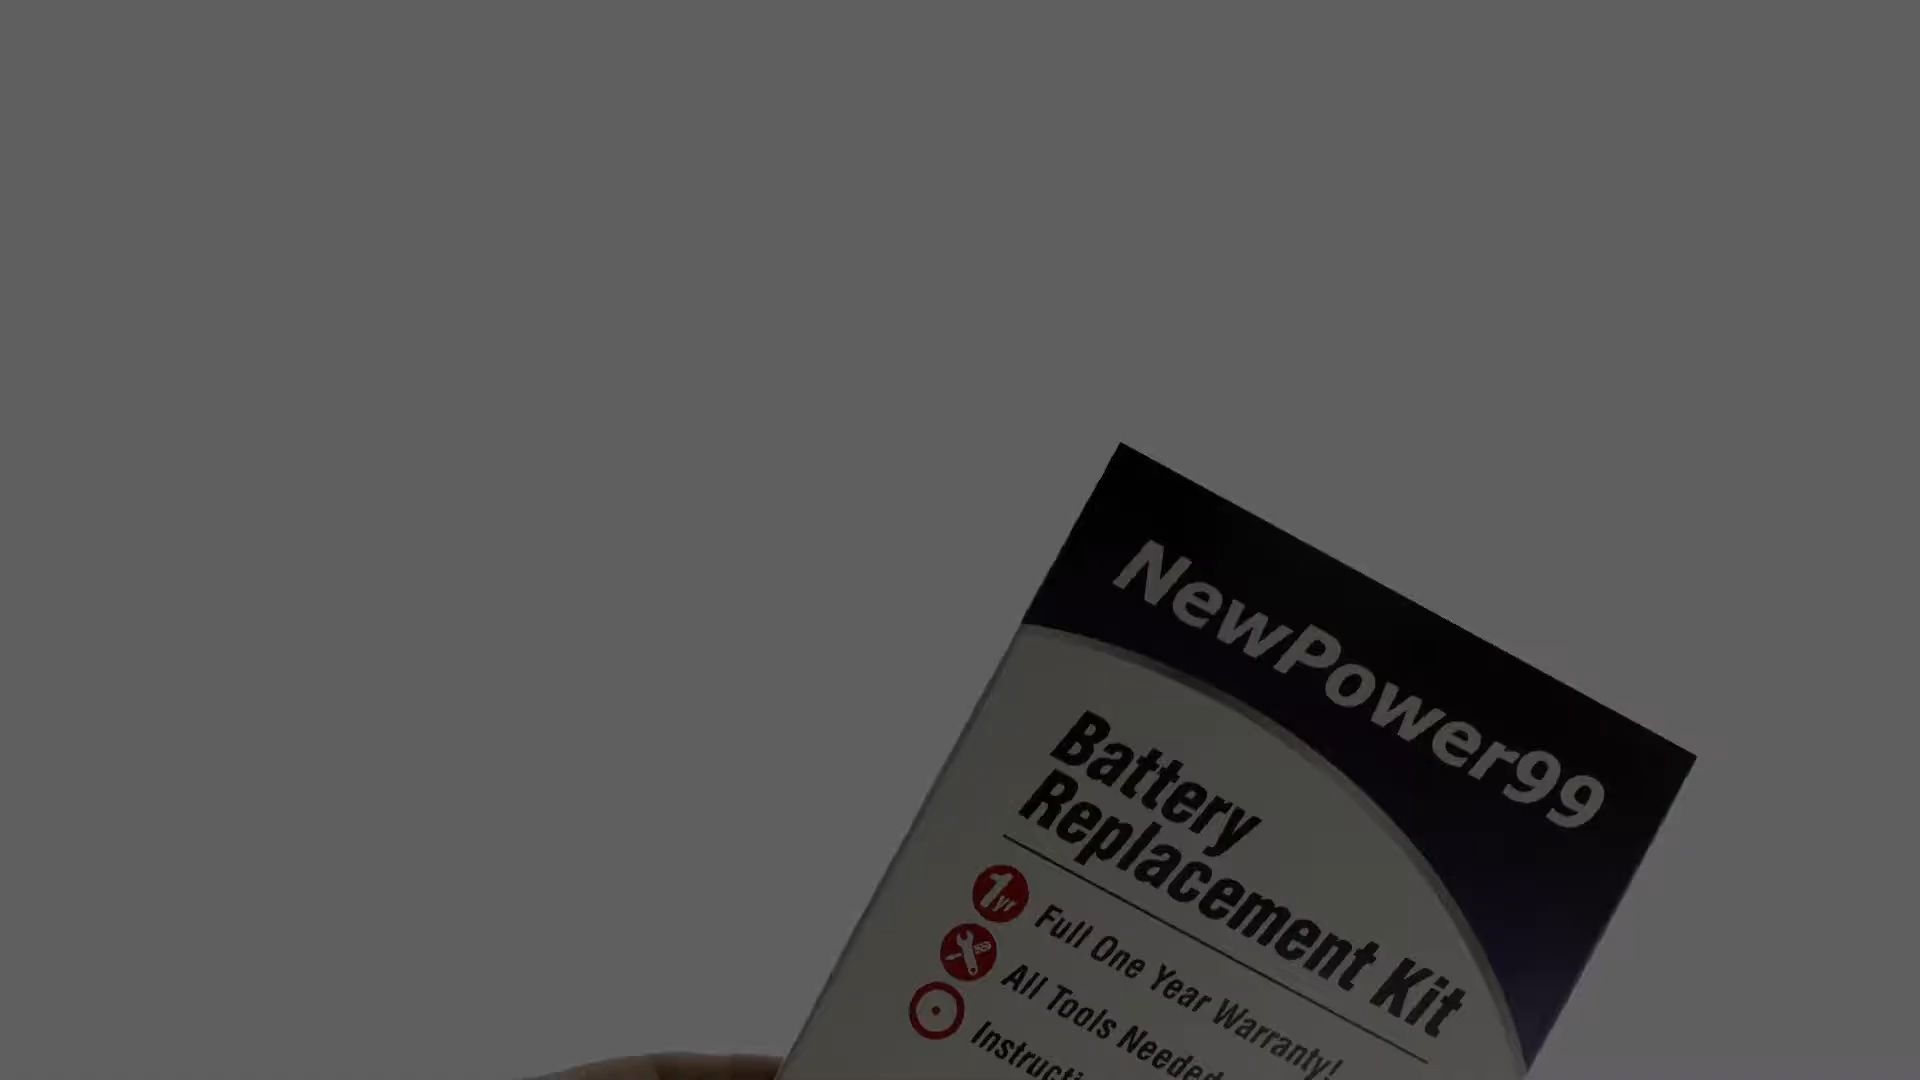 NewPower99
Battery
Replacement Kit
1yr Full One Year Warranty!
All Tools Needed